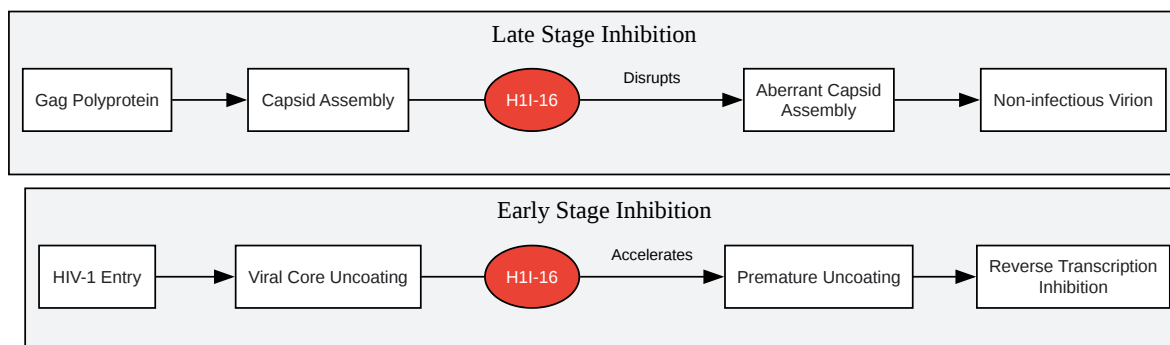 Late Stage Inhibition
Gag Polyprotein
Capsid Assembly
H1I-16
Disrupts
Aberrant Capsid
Assembly
Non-infectious Virion
Early Stage Inhibition
HIV-1 Entry
Viral Core Uncoating
H1I-16
Accelerates
Premature Uncoating
Reverse Transcription
Inhibition